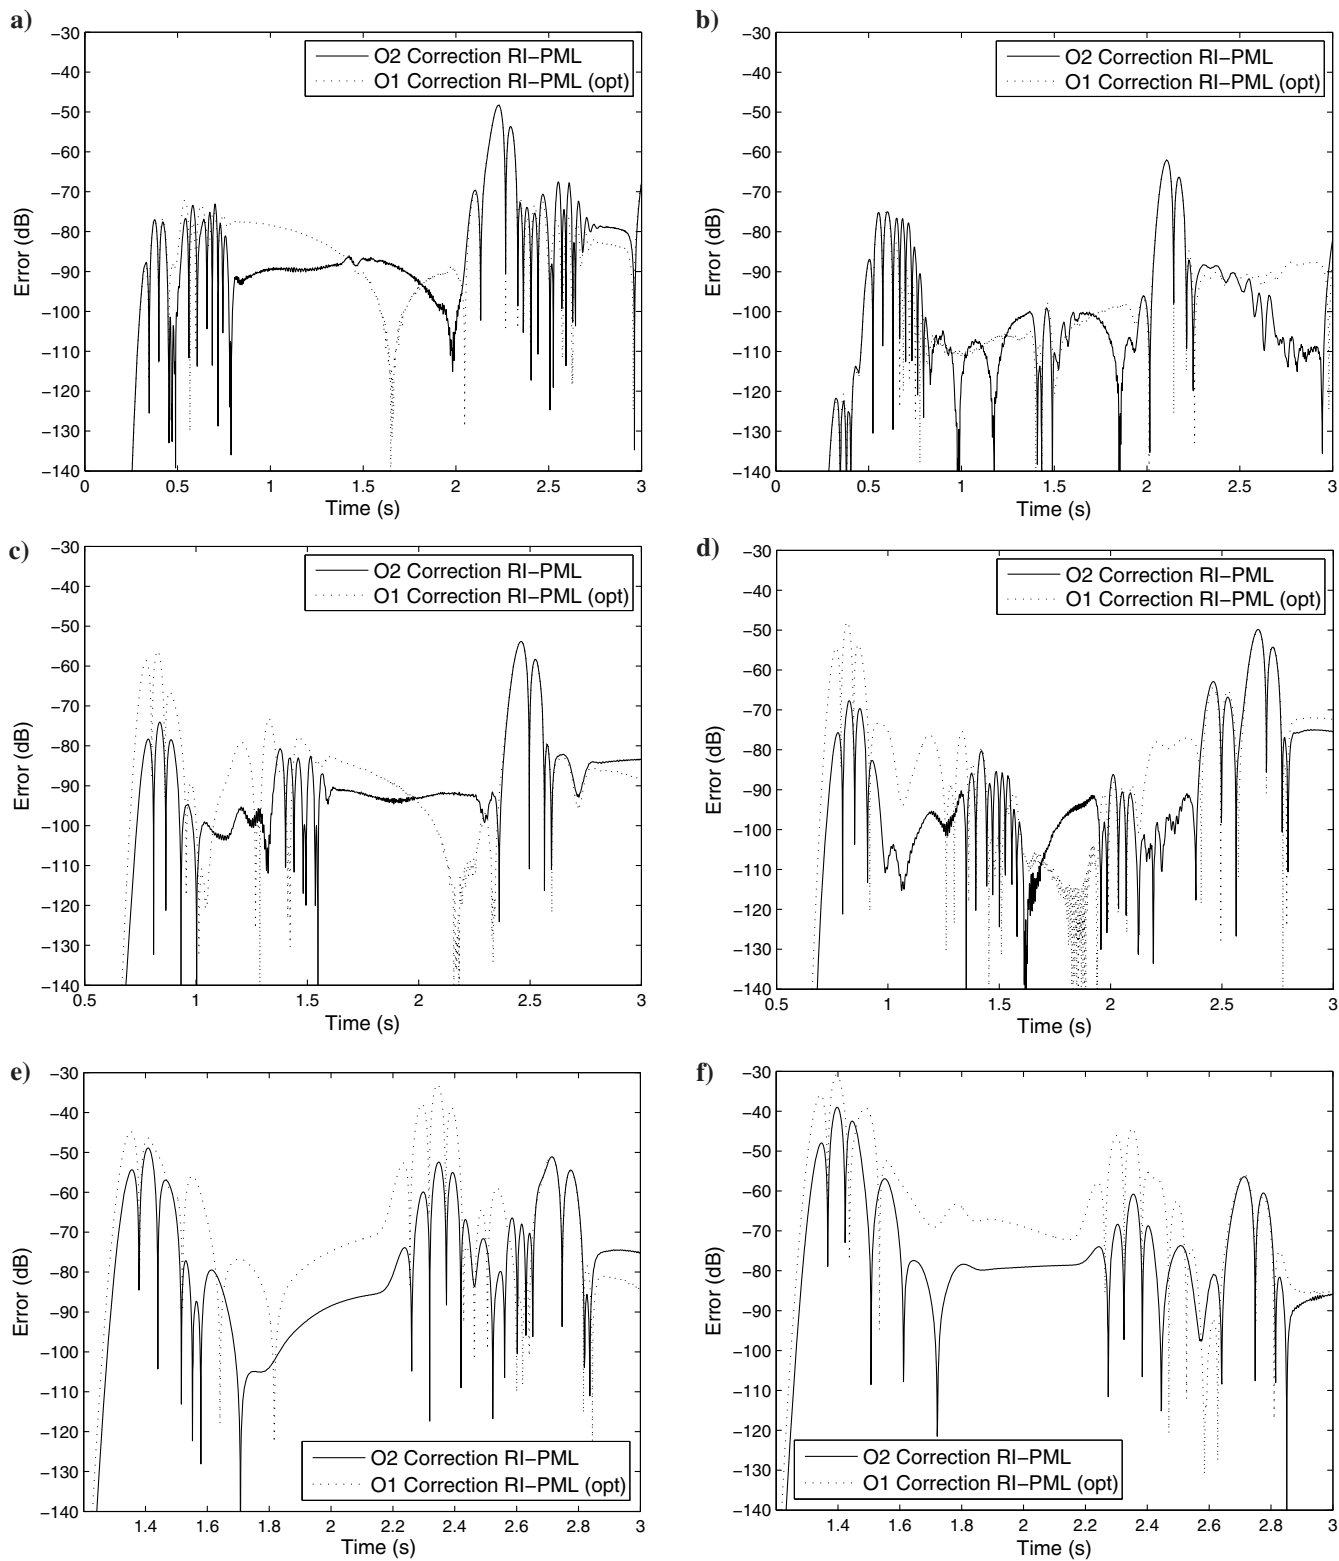 a)
−30
−40
−50
−60
−70
−80
−90
−100
−110
−120
−130
−140
Error (dB)
0 0.5 1 1.5 2 2.5 3
Time (s)
O2 Correction RI−PML
O1 Correction RI−PML (opt)
b)
−30
−40
−50
−60
−70
−80
−90
−100
−110
−120
−130
−140
Error (dB)
0 0.5 1 1.5 2 2.5 3
Time (s)
O2 Correction RI−PML
O1 Correction RI−PML (opt)
c)
−30
−40
−50
−60
−70
−80
−90
−100
−110
−120
−130
−140
Error (dB)
0.5 1 1.5 2 2.5 3
Time (s)
O2 Correction RI−PML
O1 Correction RI−PML (opt)
d)
−30
−40
−50
−60
−70
−80
−90
−100
−110
−120
−130
−140
Error (dB)
0.5 1 1.5 2 2.5 3
Time (s)
O2 Correction RI−PML
O1 Correction RI−PML (opt)
e)
−30
−40
−50
−60
−70
−80
−90
−100
−110
−120
−130
−140
Error (dB)
1.4 1.6 1.8 2 2.2 2.4 2.6 2.8 3
Time (s)
O2 Correction RI−PML
O1 Correction RI−PML (opt)
f)
−30
−40
−50
−60
−70
−80
−90
−100
−110
−120
−130
−140
Error (dB)
1.4 1.6 1.8 2 2.2 2.4 2.6 2.8 3
Time (s)
O2 Correction RI−PML
O1 Correction RI−PML (opt)